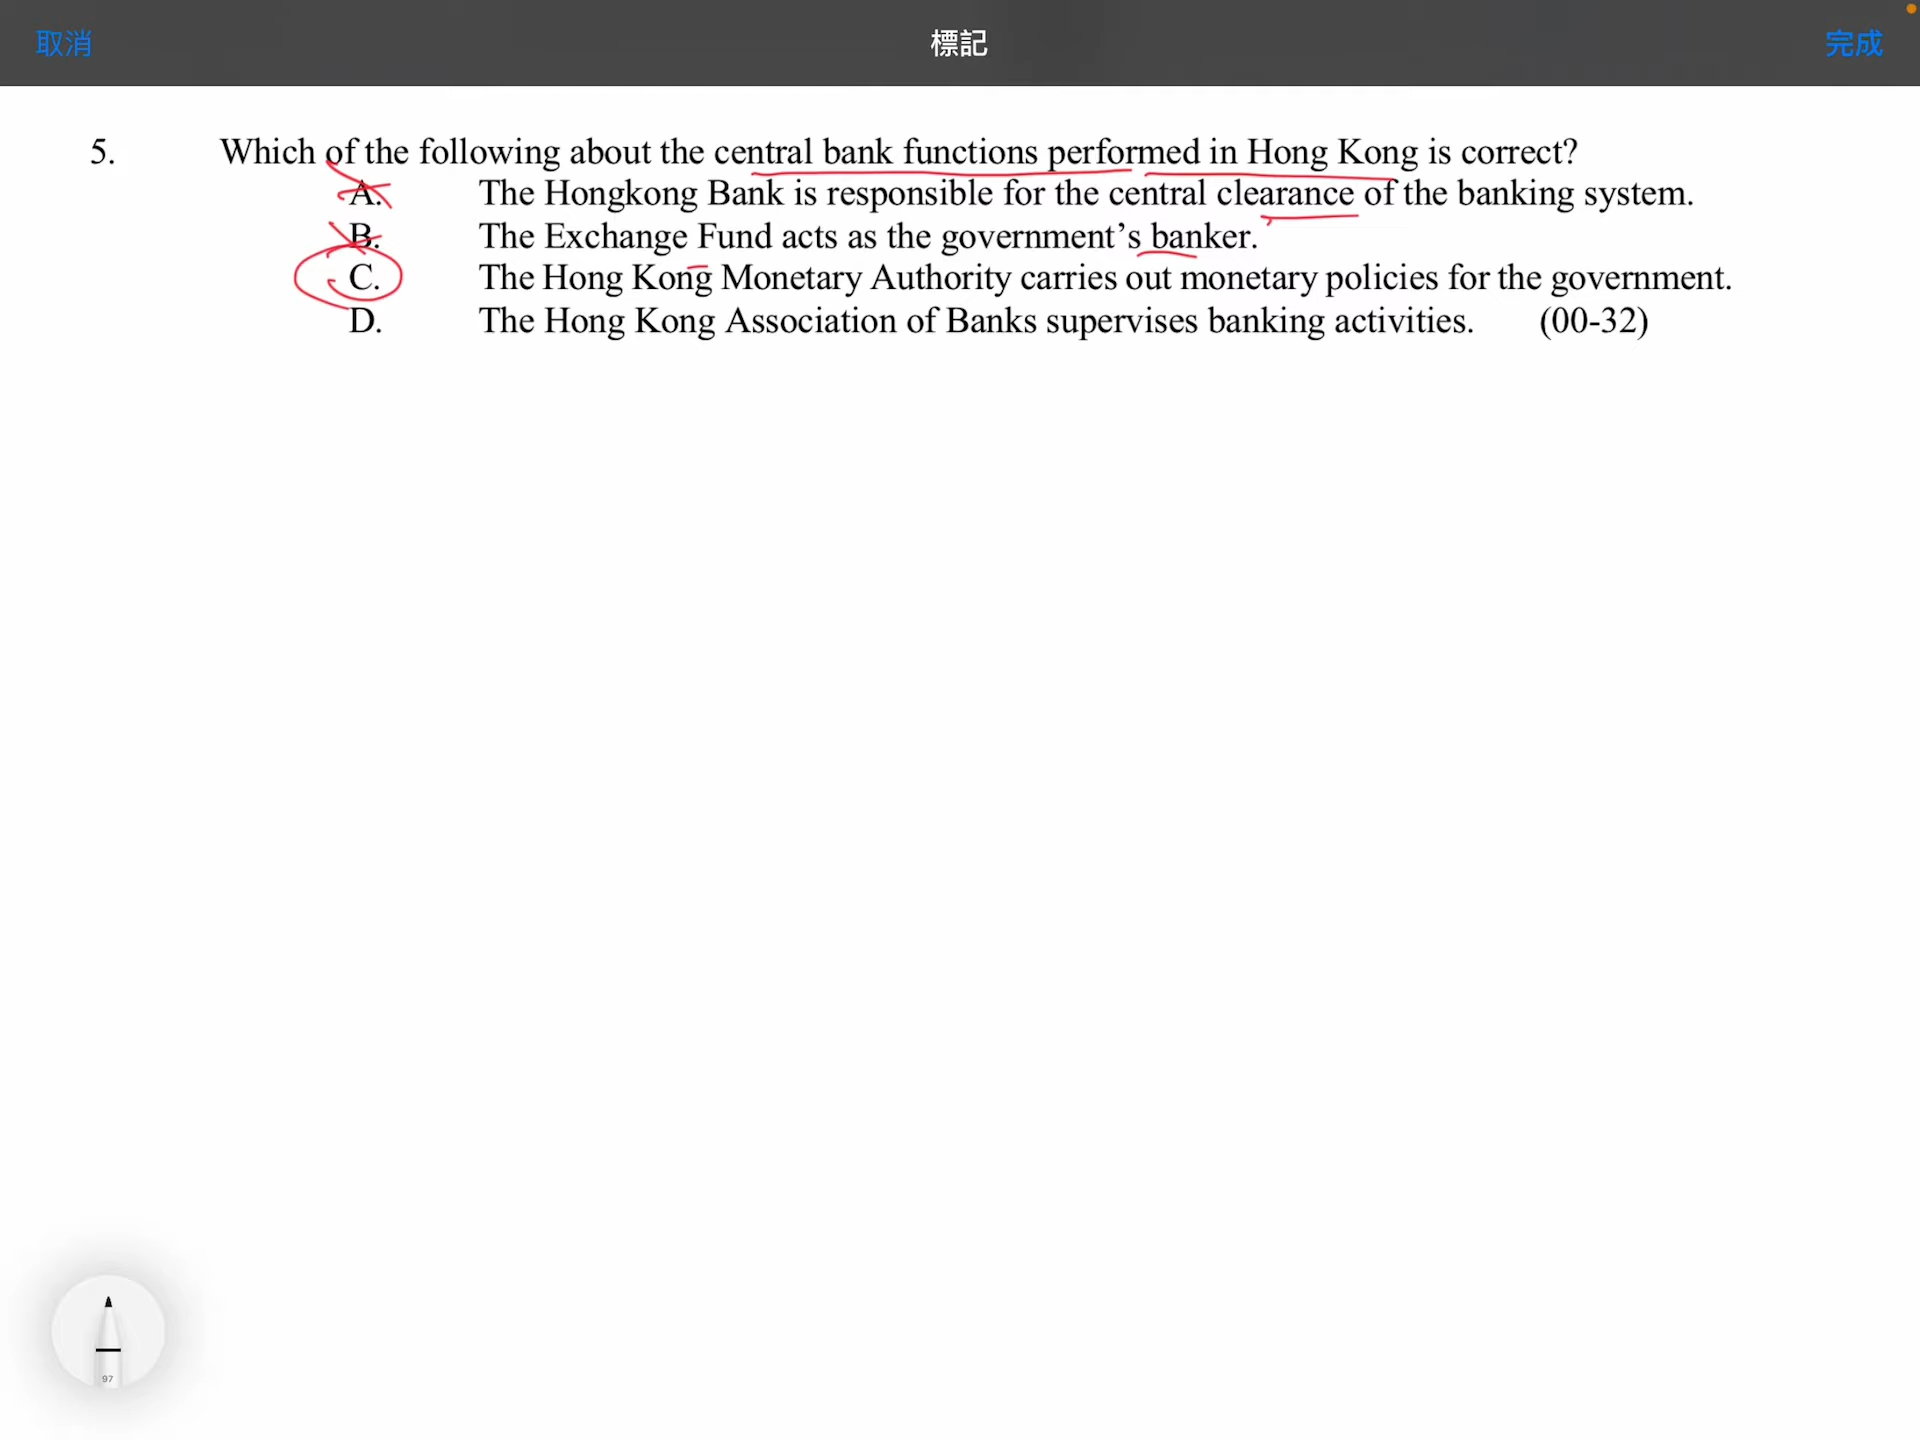 取消 標記 完成
5. Which of the following about the central bank functions performed in Hong Kong is correct?
A. The Hongkong Bank is responsible for the central clearance of the banking system.
B. The Exchange Fund acts as the government’s banker.
C. The Hong Kong Monetary Authority carries out monetary policies for the government.
D. The Hong Kong Association of Banks supervises banking activities. (00-32)
97